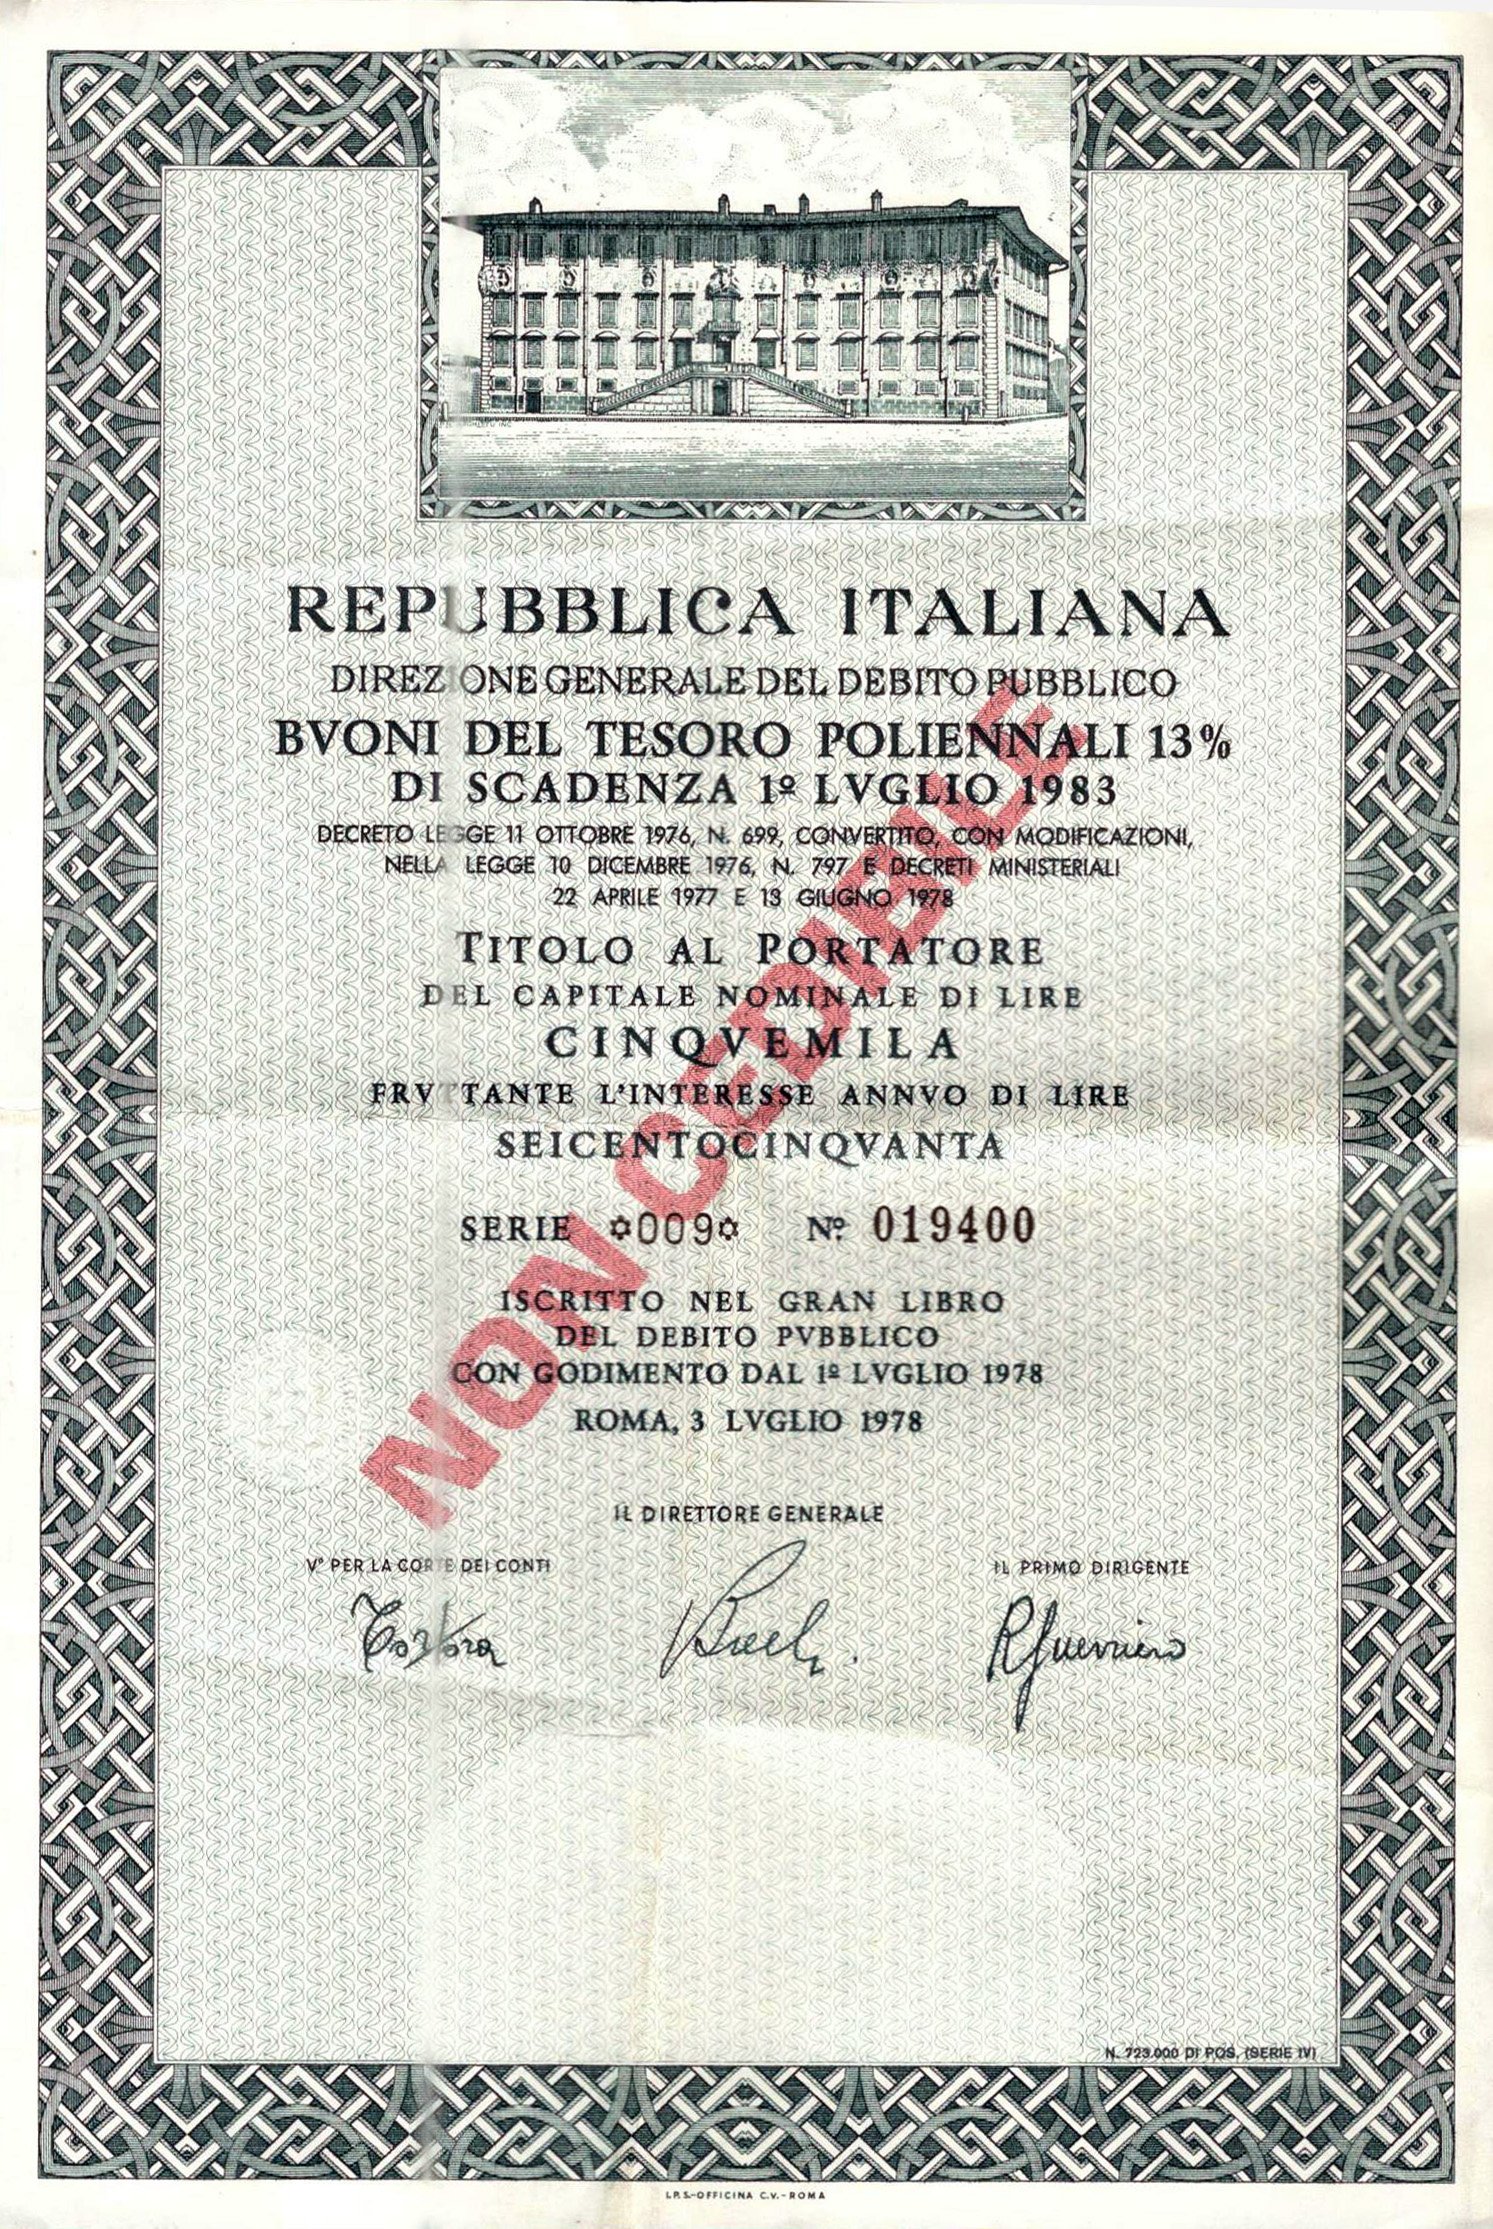 REPUBBLICA ITALIANA
DIREZIONE GENERALE DEL DEBITO PUBBLICO
BVONI DEL TESORO POLIENNALI 13%
DI SCADENZA 1º LVGLIO 1983
DECRETO LEGGE 11 OTTOBRE 1976, N. 699, CONVERTITO, CON MODIFICAZIONI,
NELLA LEGGE 10 DICEMBRE 1976, N. 797 E DECRETI MINISTERIALI
22 APRILE 1977 E 13 GIUGNO 1978
TITOLO AL PORTATORE
DEL CAPITALE NOMINALE DI LIRE
CINQVEMILA
FRVTTANTE L'INTERESSE ANNVO DI LIRE
SEICENTOCINQVANTA
SERIE ✡009✡ Nº 019400
NON CEDIBILE
ISCRITTO NEL GRAN LIBRO
DEL DEBITO PVBBLICO
CON GODIMENTO DAL 1º LVGLIO 1978
ROMA, 3 LVGLIO 1978
IL DIRETTORE GENERALE
V° PER LA CORTE DEI CONTI
IL PRIMO DIRIGENTE
Tortora
R Guerriero
N. 723.000 DI POS. (SERIE IV)
I.P.S.-OFFICINA C.V.-ROMA